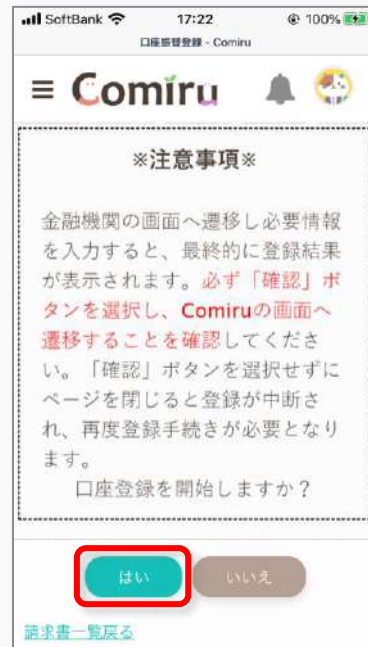 SoftBank 17:22 100%
口座振替登録 - Comiru
Comiru
※注意事項※
金融機関の画面へ遷移し必要情報
を入力すると、最終的に登録結果
が表示されます。必ず「確認」ボ
タンを選択し、Comiruの画面へ
遷移することを確認してくださ
い。「確認」ボタンを選択せずに
ページを閉じると登録が中断さ
れ、再度登録手続きが必要となり
ます。
口座登録を開始しますか？
はい いいえ
請求書一覧戻る